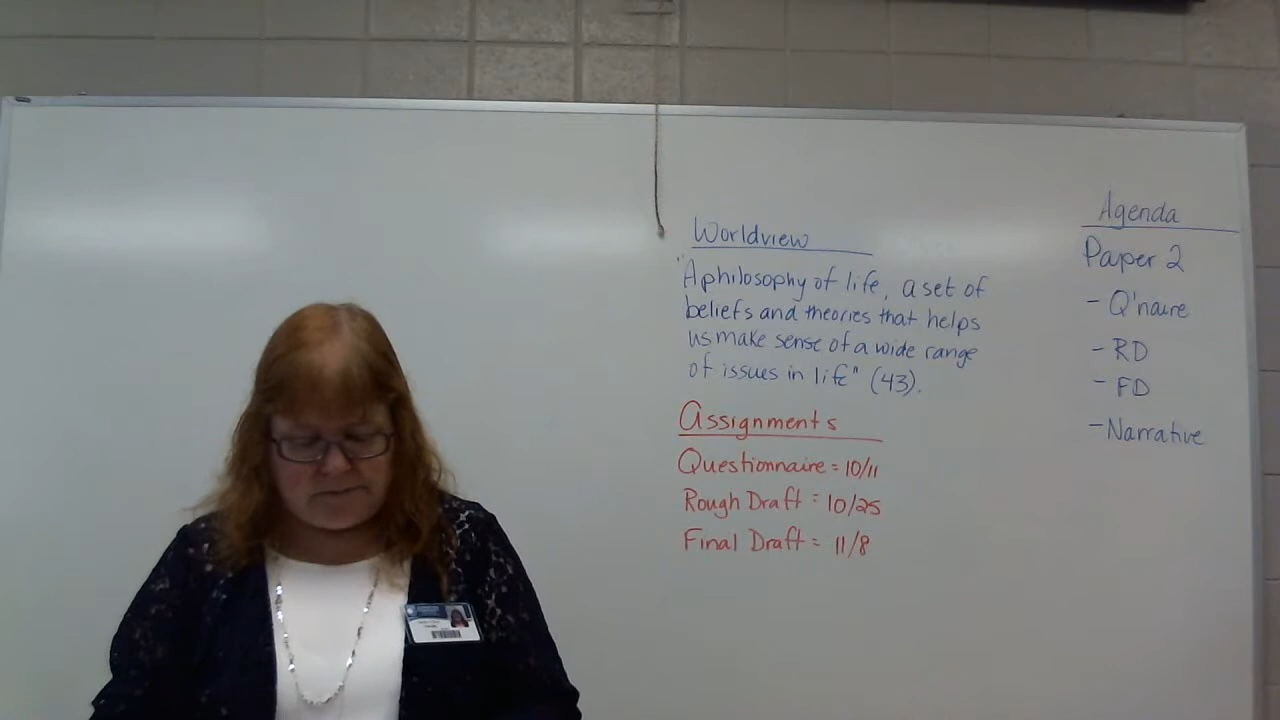 Worldview
"A philosophy of life, a set of
beliefs and theories that helps
us make sense of a wide range
of issues in life" (43).
Assignments
Questionnaire = 10/11
Rough Draft = 10/25
Final Draft = 11/8
Agenda
Paper 2
- Q'naire
- RD
- FD
- Narrative